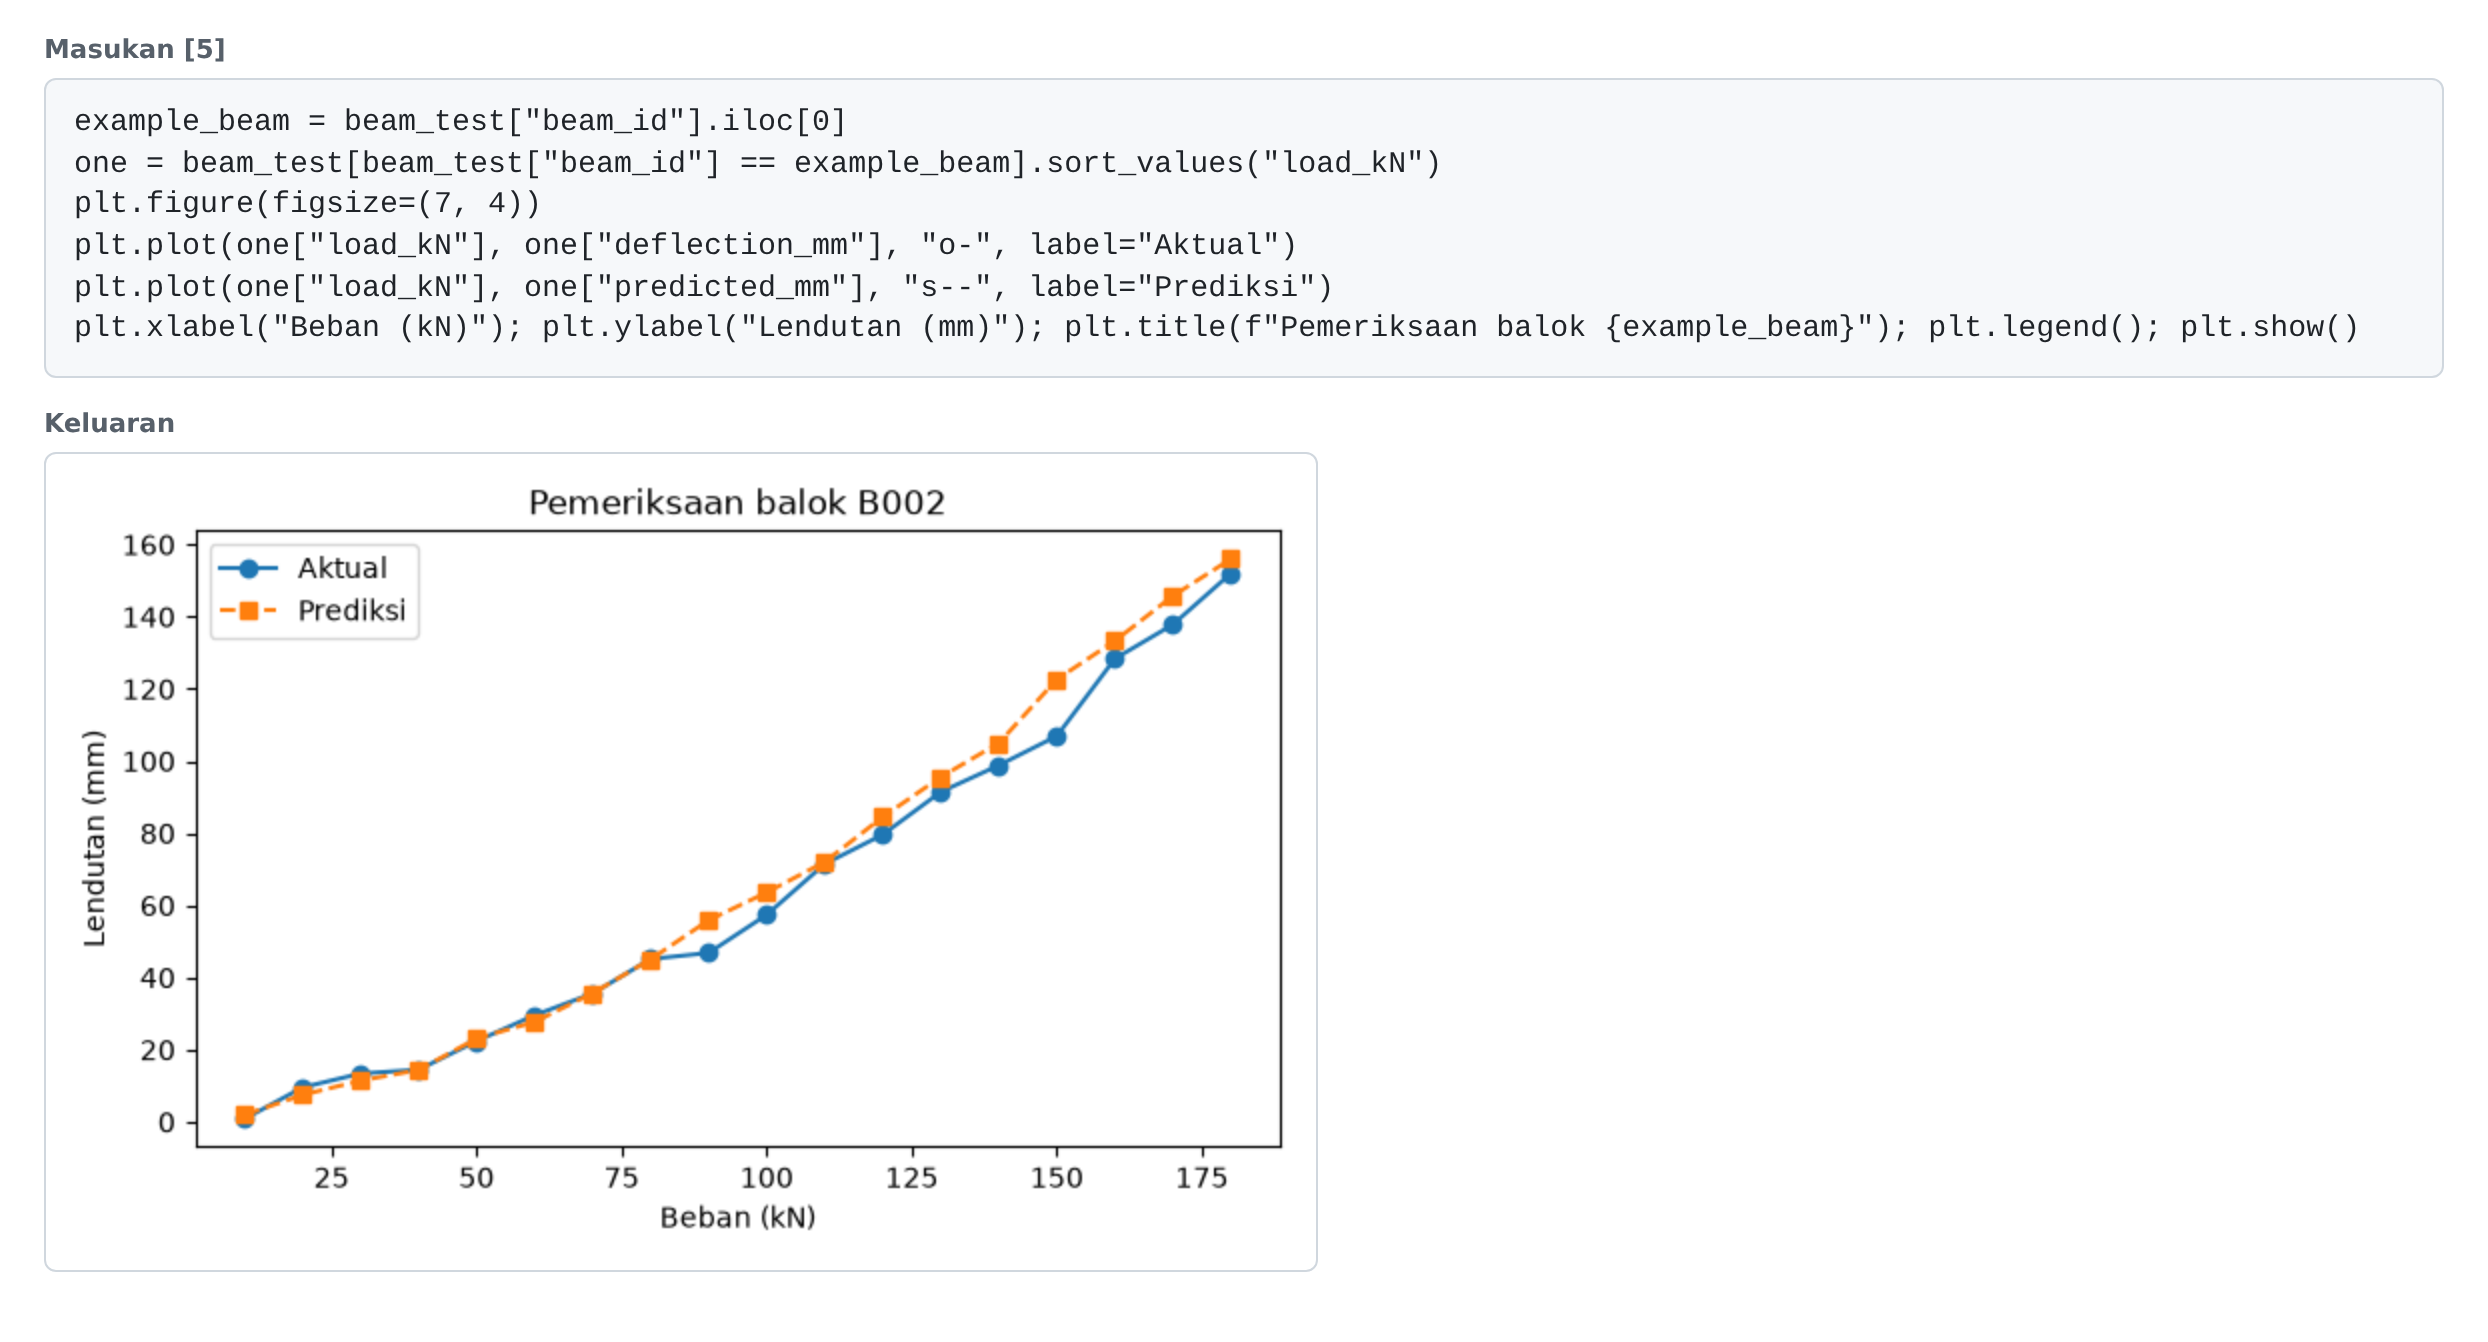 Masukan [5]
example_beam = beam_test["beam_id"].iloc[0]
one = beam_test[beam_test["beam_id"] == example_beam].sort_values("load_kN")
plt.figure(figsize=(7, 4))
plt.plot(one["load_kN"], one["deflection_mm"], "o-", label="Aktual")
plt.plot(one["load_kN"], one["predicted_mm"], "s--", label="Prediksi")
plt.xlabel("Beban (kN)"); plt.ylabel("Lendutan (mm)"); plt.title(f"Pemeriksaan balok {example_beam}"); plt.legend(); plt.show()
Keluaran
Pemeriksaan balok B002
Aktual
Prediksi
Lendutan (mm)
160
140
120
100
80
60
40
20
0
25 50 75 100 125 150 175
Beban (kN)